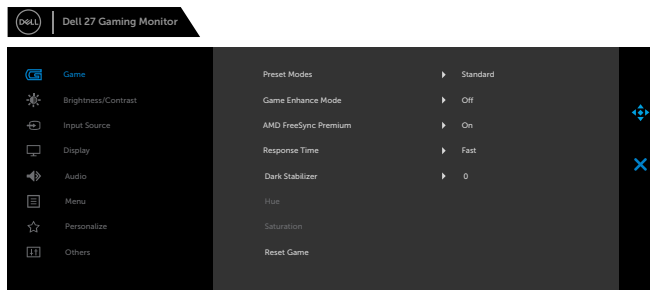 DELL
Dell 27 Gaming Monitor
Game
Preset Modes
Standard
Brightness/Contrast
Game Enhance Mode
Off
Input Source
AMD FreeSync Premium
On
Display
Response Time
Fast
Audio
Dark Stabilizer
0
Menu
Hue
Personalize
Saturation
Others
Reset Game